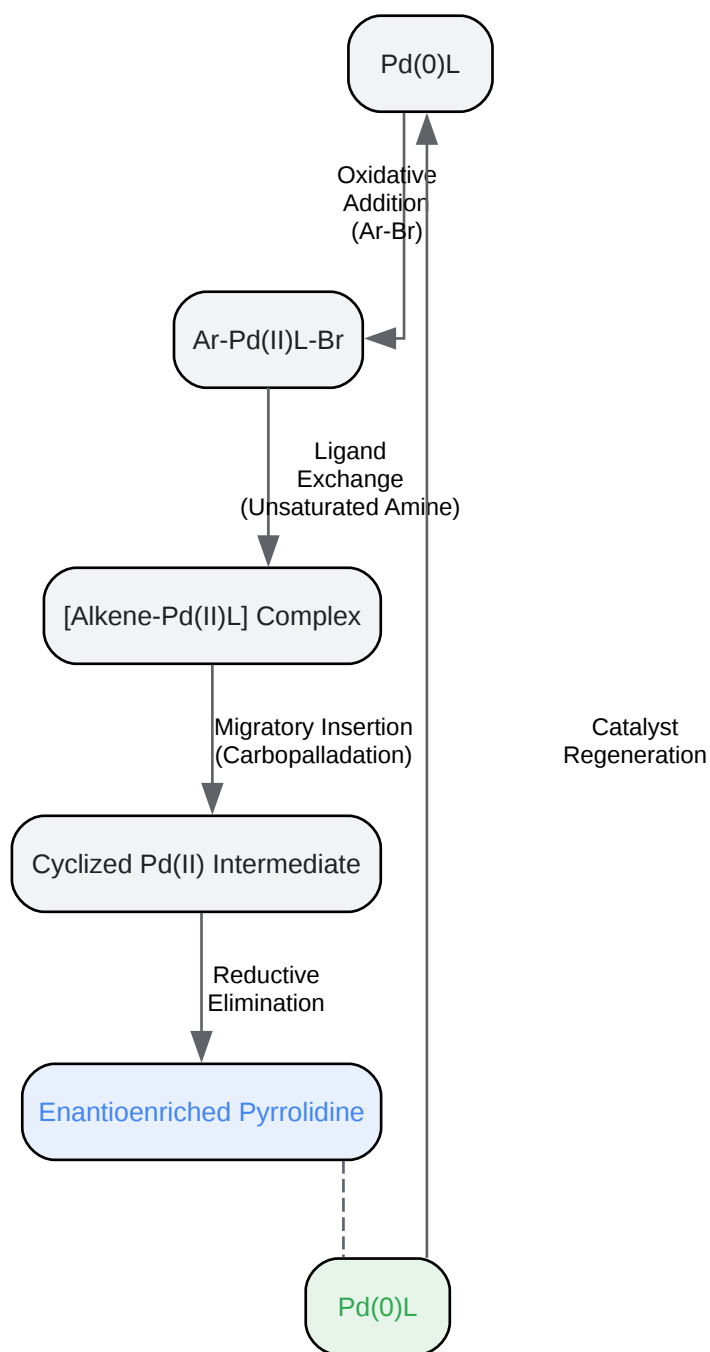 Pd(0)L
Oxidative
Addition
(Ar-Br)
Ar-Pd(II)L-Br
Ligand
Exchange
(Unsaturated Amine)
[Alkene-Pd(II)L] Complex
Migratory Insertion
(Carbopalladation)
Catalyst
Regeneration
Cyclized Pd(II) Intermediate
Reductive
Elimination
Enantioenriched Pyrrolidine
Pd(0)L